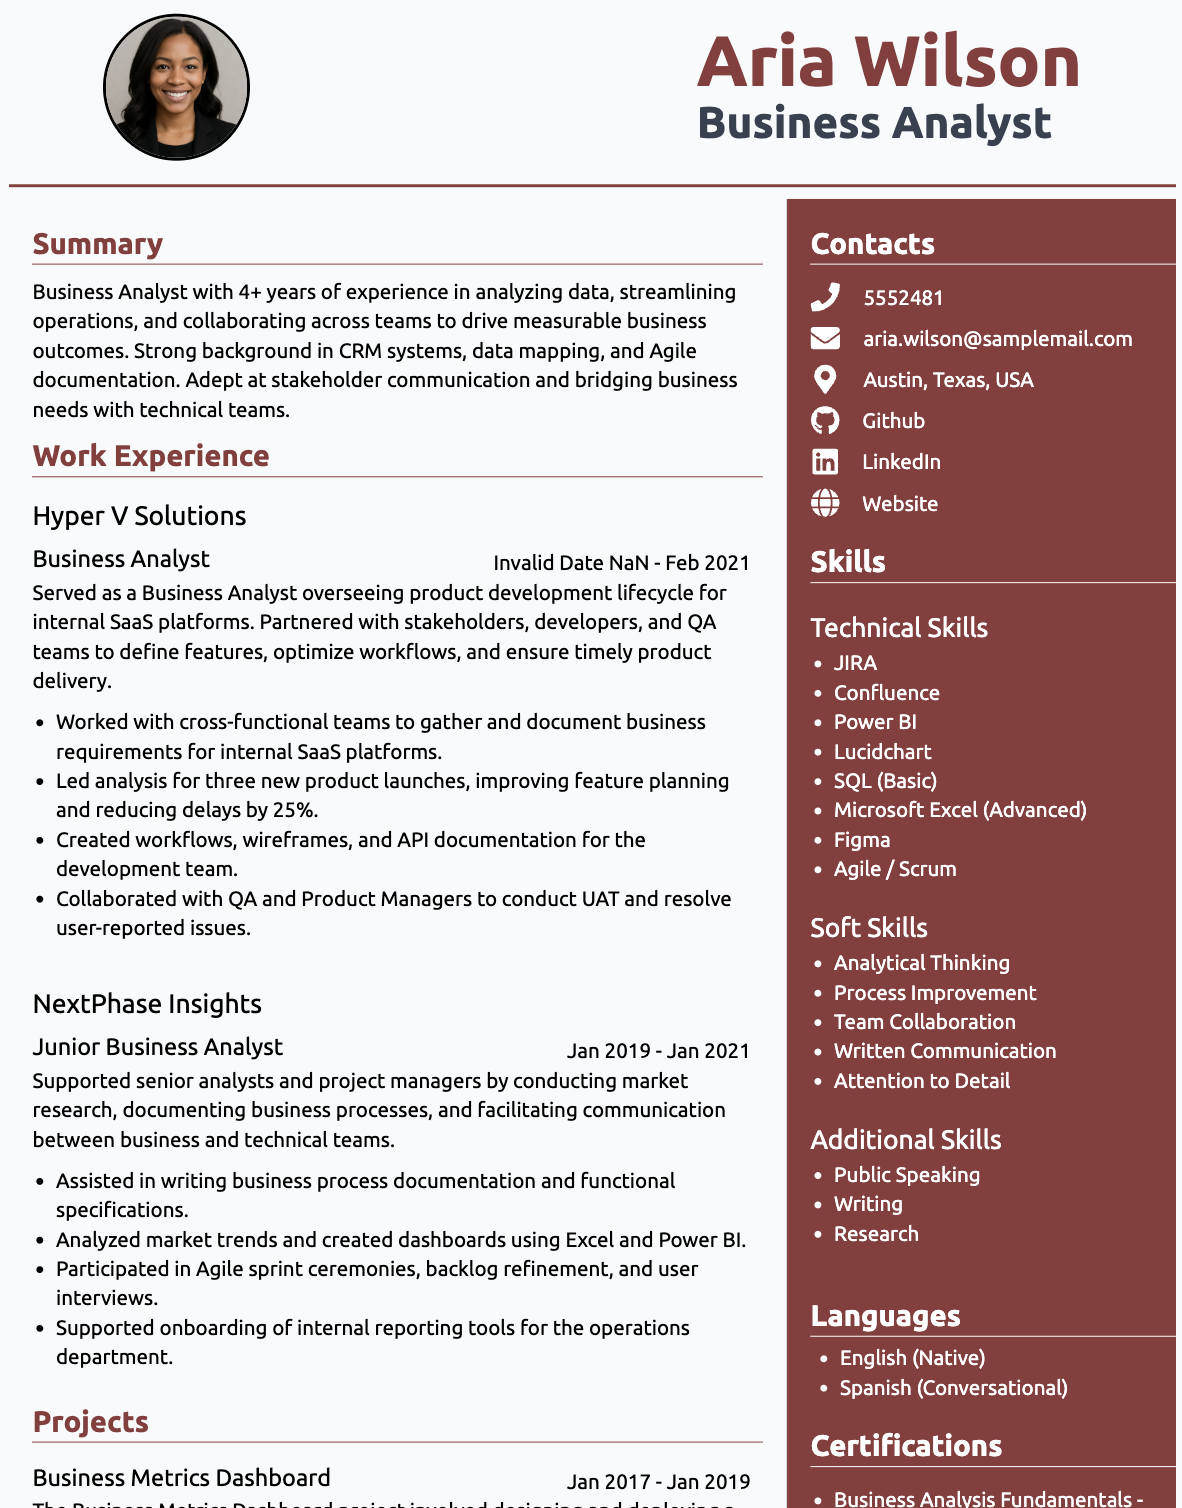 Aria Wilson
Business Analyst
Summary
Business Analyst with 4+ years of experience in analyzing data, streamlining
operations, and collaborating across teams to drive measurable business
outcomes. Strong background in CRM systems, data mapping, and Agile
documentation. Adept at stakeholder communication and bridging business
needs with technical teams.
Work Experience
Hyper V Solutions
Business Analyst
Invalid Date NaN - Feb 2021
Served as a Business Analyst overseeing product development lifecycle for
internal SaaS platforms. Partnered with stakeholders, developers, and QA
teams to define features, optimize workflows, and ensure timely product
delivery.
• Worked with cross-functional teams to gather and document business
requirements for internal SaaS platforms.
• Led analysis for three new product launches, improving feature planning
and reducing delays by 25%.
• Created workflows, wireframes, and API documentation for the
development team.
• Collaborated with QA and Product Managers to conduct UAT and resolve
user-reported issues.
NextPhase Insights
Junior Business Analyst
Jan 2019 - Jan 2021
Supported senior analysts and project managers by conducting market
research, documenting business processes, and facilitating communication
between business and technical teams.
• Assisted in writing business process documentation and functional
specifications.
• Analyzed market trends and created dashboards using Excel and Power BI.
• Participated in Agile sprint ceremonies, backlog refinement, and user
interviews.
• Supported onboarding of internal reporting tools for the operations
department.
Projects
Business Metrics Dashboard
Jan 2017 - Jan 2019
The Business Metrics Dashboard project involved designing and deploying a
Contacts
5552481
aria.wilson@samplemail.com
Austin, Texas, USA
Github
LinkedIn
Website
Skills
Technical Skills
• JIRA
• Confluence
• Power BI
• Lucidchart
• SQL (Basic)
• Microsoft Excel (Advanced)
• Figma
• Agile / Scrum
Soft Skills
• Analytical Thinking
• Process Improvement
• Team Collaboration
• Written Communication
• Attention to Detail
Additional Skills
• Public Speaking
• Writing
• Research
Languages
• English (Native)
• Spanish (Conversational)
Certifications
• Business Analysis Fundamentals -